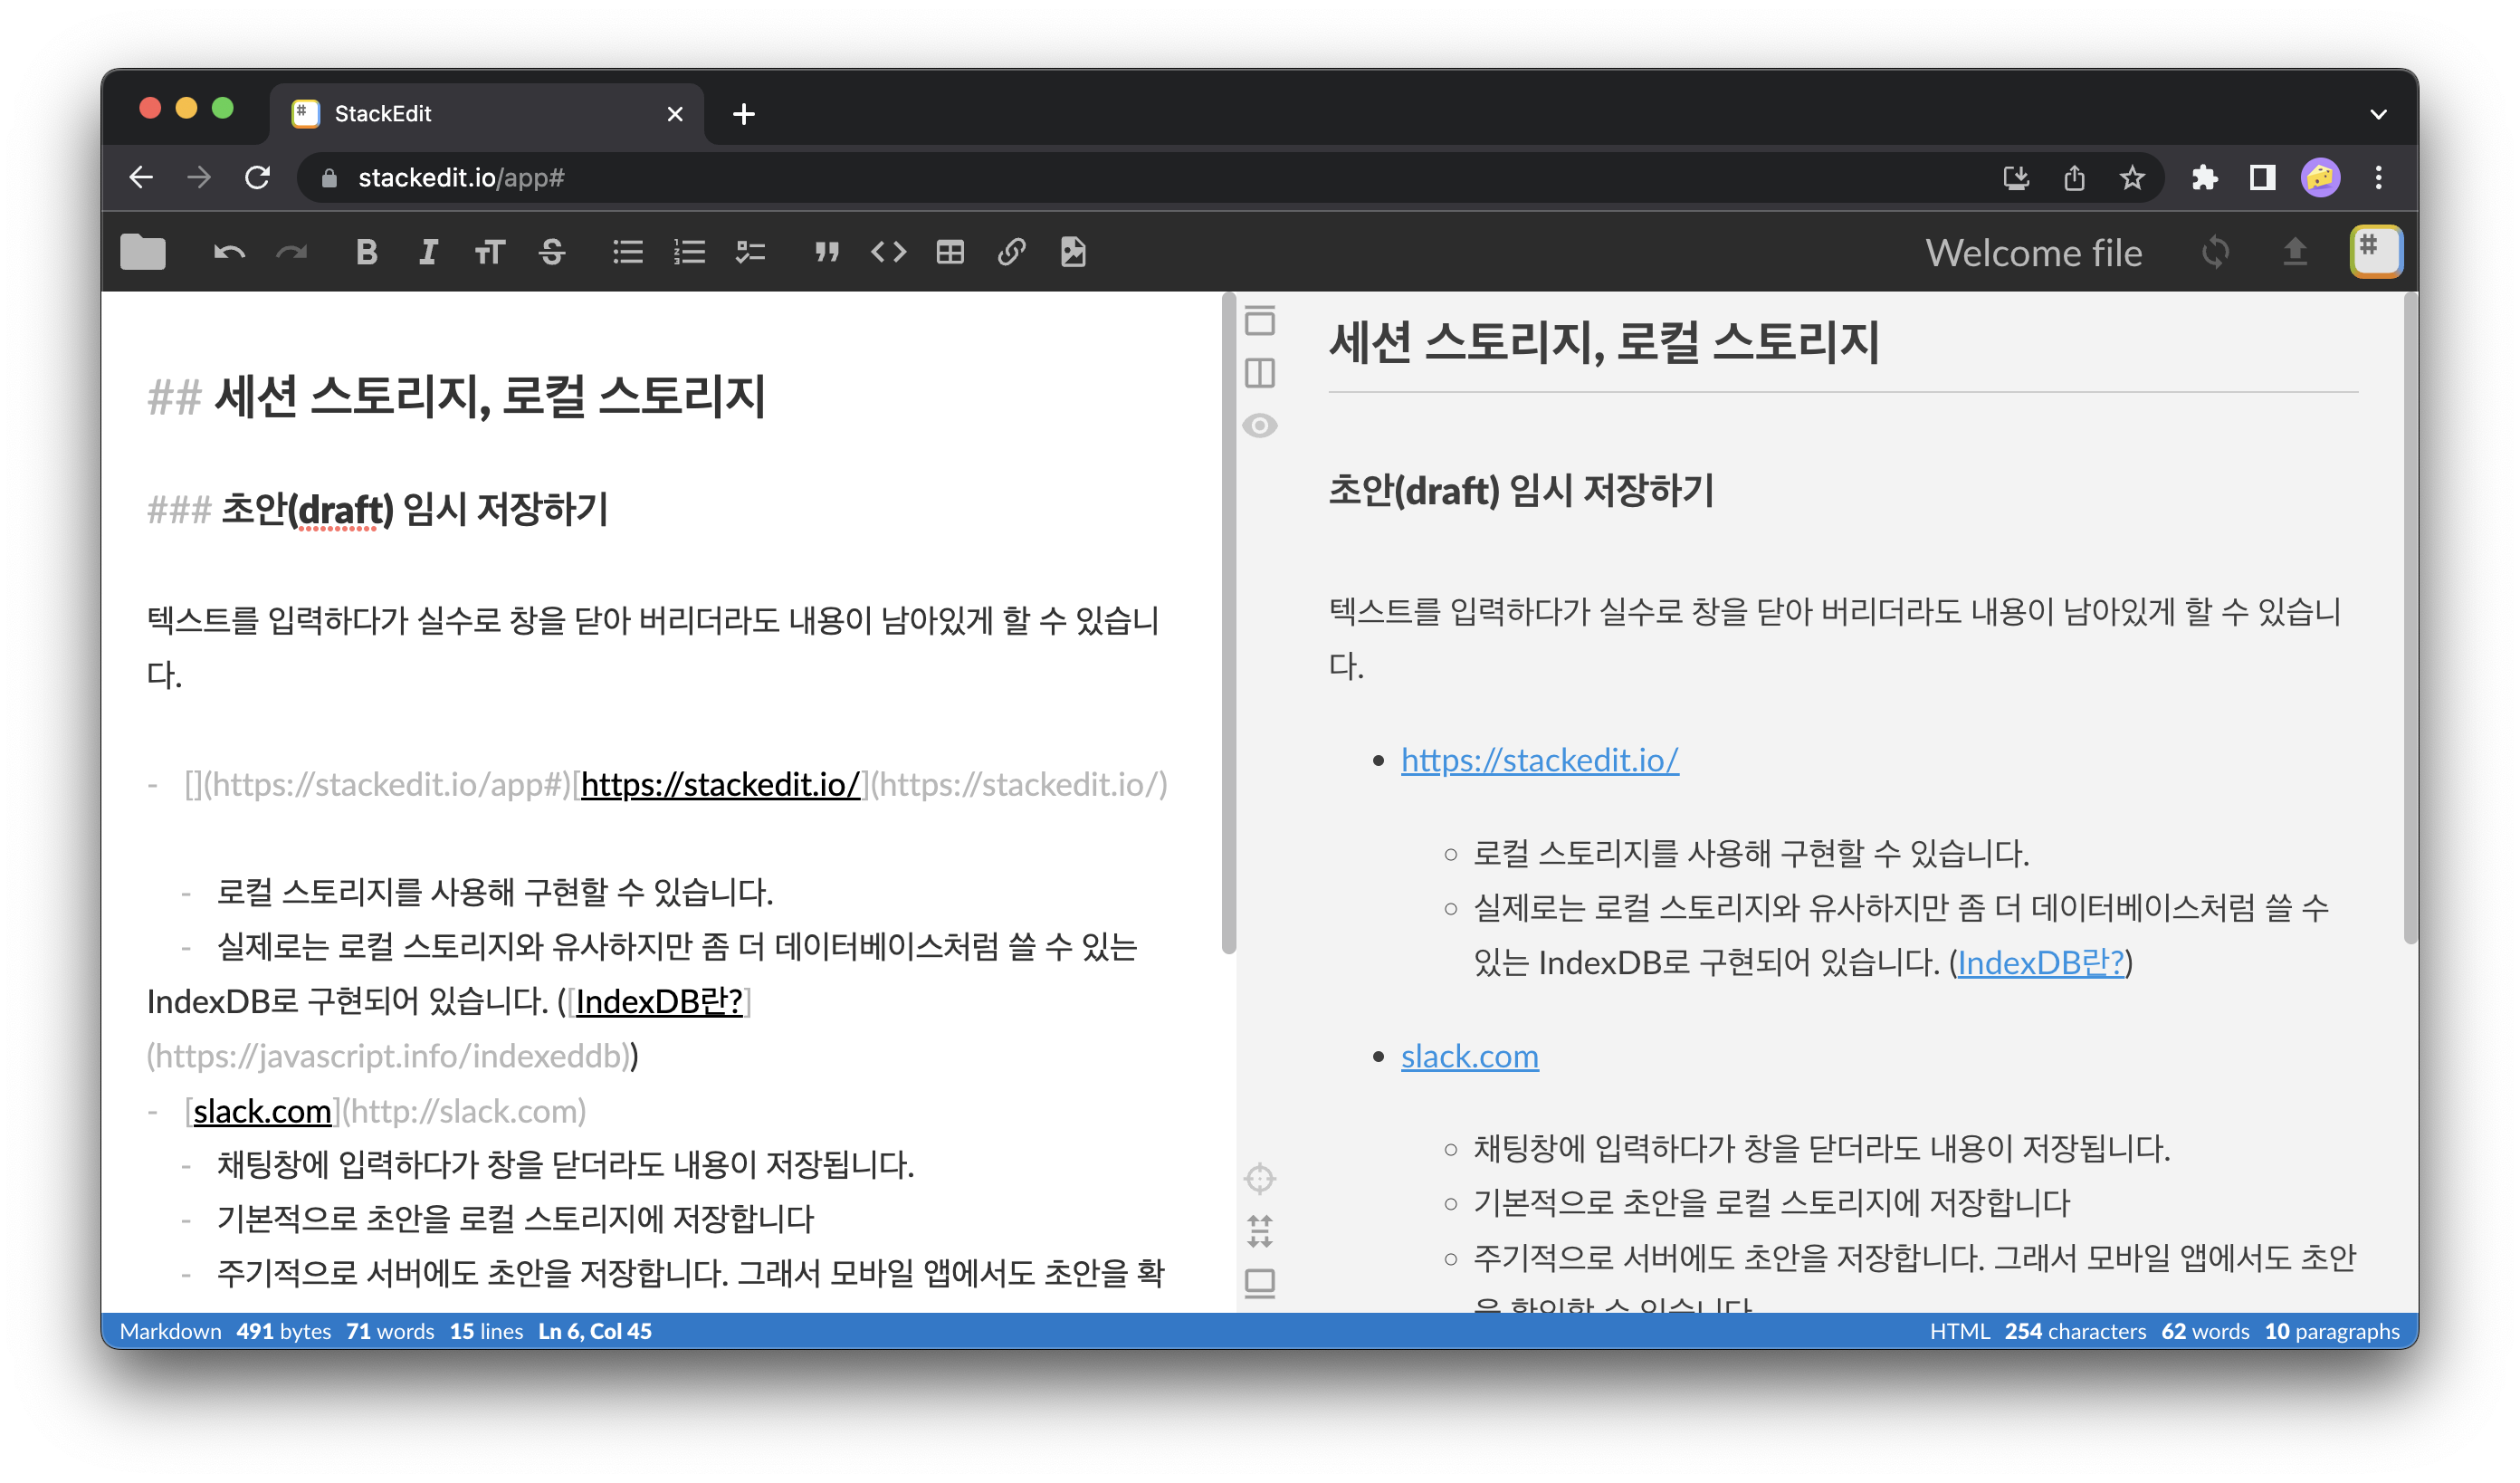 StackEdit
stackedit.io/app#
Welcome file
## 세션 스토리지, 로컬 스토리지
### 초안(draft) 임시 저장하기
텍스트를 입력하다가 실수로 창을 닫아 버리더라도 내용이 남아있게 할 수 있습니
다.
- [](https://stackedit.io/app#)[https://stackedit.io/](https://stackedit.io/)
- 로컬 스토리지를 사용해 구현할 수 있습니다.
- 실제로는 로컬 스토리지와 유사하지만 좀 더 데이터베이스처럼 쓸 수 있는
IndexDB로 구현되어 있습니다. ([IndexDB란?]
(https://javascript.info/indexeddb))
- [slack.com](http://slack.com)
- 채팅창에 입력하다가 창을 닫더라도 내용이 저장됩니다.
- 기본적으로 초안을 로컬 스토리지에 저장합니다
- 주기적으로 서버에도 초안을 저장합니다. 그래서 모바일 앱에서도 초안을 확
세션 스토리지, 로컬 스토리지
초안(draft) 임시 저장하기
텍스트를 입력하다가 실수로 창을 닫아 버리더라도 내용이 남아있게 할 수 있습니
다.
• https://stackedit.io/
◦ 로컬 스토리지를 사용해 구현할 수 있습니다.
◦ 실제로는 로컬 스토리지와 유사하지만 좀 더 데이터베이스처럼 쓸 수
있는 IndexDB로 구현되어 있습니다. (IndexDB란?)
• slack.com
◦ 채팅창에 입력하다가 창을 닫더라도 내용이 저장됩니다.
◦ 기본적으로 초안을 로컬 스토리지에 저장합니다
◦ 주기적으로 서버에도 초안을 저장합니다. 그래서 모바일 앱에서도 초안
을 확인할 수 있습니다
Markdown 491 bytes 71 words 15 lines Ln 6, Col 45
HTML 254 characters 62 words 10 paragraphs